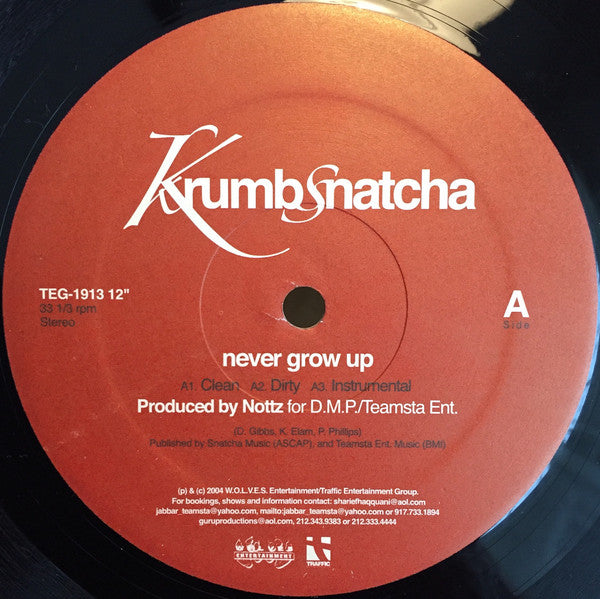 KrumbSnatcha
TEG-1913 12"
33 1/3 rpm
Stereo
A
Side
never grow up
A1. Clean A2. Dirty A3. Instrumental
Produced by Nottz for D.M.P./Teamsta Ent.
(D. Gibbs, K. Elam, P. Phillips)
Published by Snatcha Music (ASCAP), and Teamsta Ent. Music (BMI)
(p) & (c) 2004 W.O.L.V.E.S. Entertainment/Traffic Entertainment Group.
For bookings, shows and information contact: shariefhaqquani@aol.com
jabbar_teamsta@yahoo.com, mailto:jabbar_teamsta@yahoo.com or 917.733.1894
guruproductions@aol.com, 212.343.9383 or 212.333.4444
ENTERTAINMENT
TRAFFIC